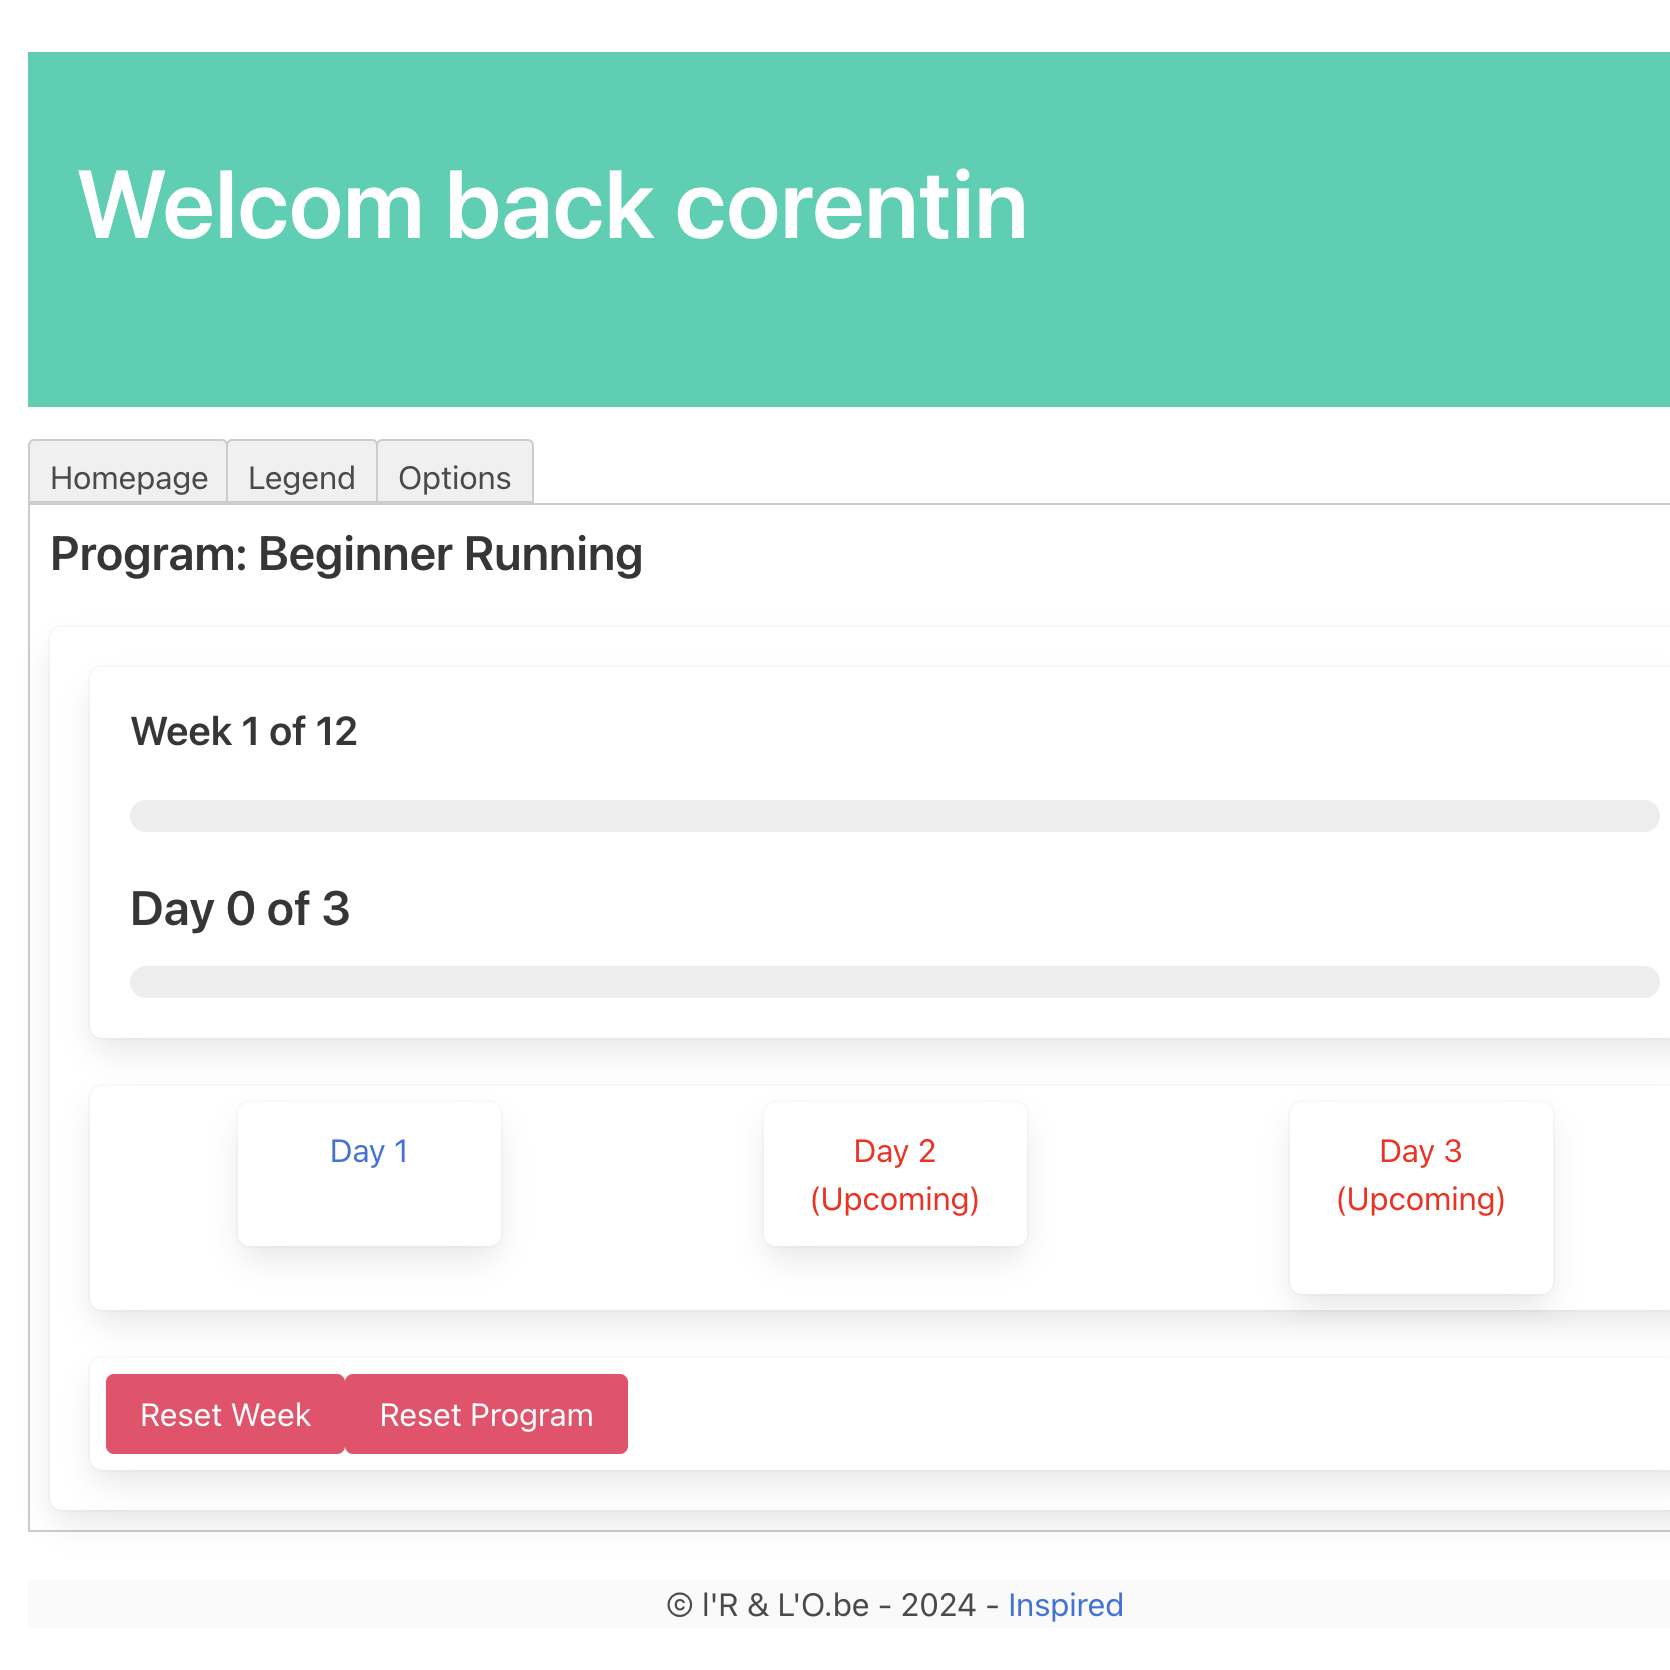 Welcom back corentin
Homepage Legend Options
Program: Beginner Running
Week 1 of 12
Day 0 of 3
Day 1 Day 2 Day 3
(Upcoming) (Upcoming)
Reset Week Reset Program
© l'R & L'O.be - 2024 - Inspired